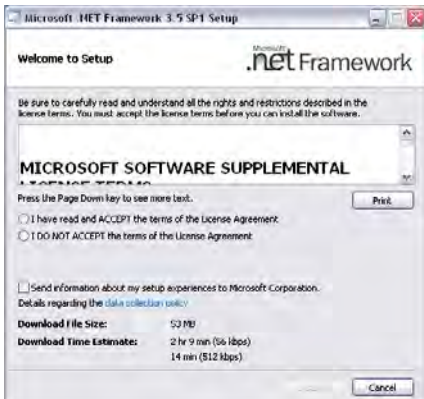 Microsoft .NET Framework 3.5 SP1 Setup
Welcome to Setup
Microsoft
.net Framework
Be sure to carefully read and understand all the rights and restrictions described in the
license terms. You must accept the license terms before you can install the software.
MICROSOFT SOFTWARE SUPPLEMENTAL
LICENSE TERMS
Press the Page Down key to see more text.
Print
I have read and ACCEPT the terms of the License Agreement
I DO NOT ACCEPT the terms of the License Agreement
Send information about my setup experiences to Microsoft Corporation.
Details regarding the data collection policy
Download File Size: 53 MB
Download Time Estimate: 2 hr 9 min (56 kbps)
14 min (512 kbps)
Cancel